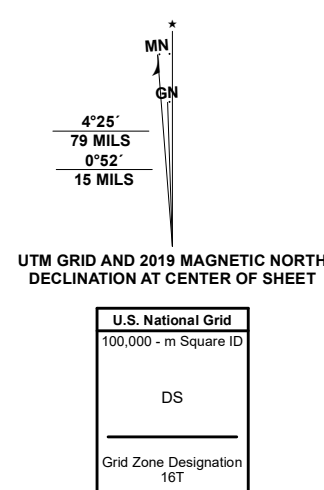 ★
MN
GN
4°25´
79 MILS
0°52´
15 MILS
UTM GRID AND 2019 MAGNETIC NORTH
DECLINATION AT CENTER OF SHEET
U.S. National Grid
100,000 - m Square ID
DS
Grid Zone Designation
16T